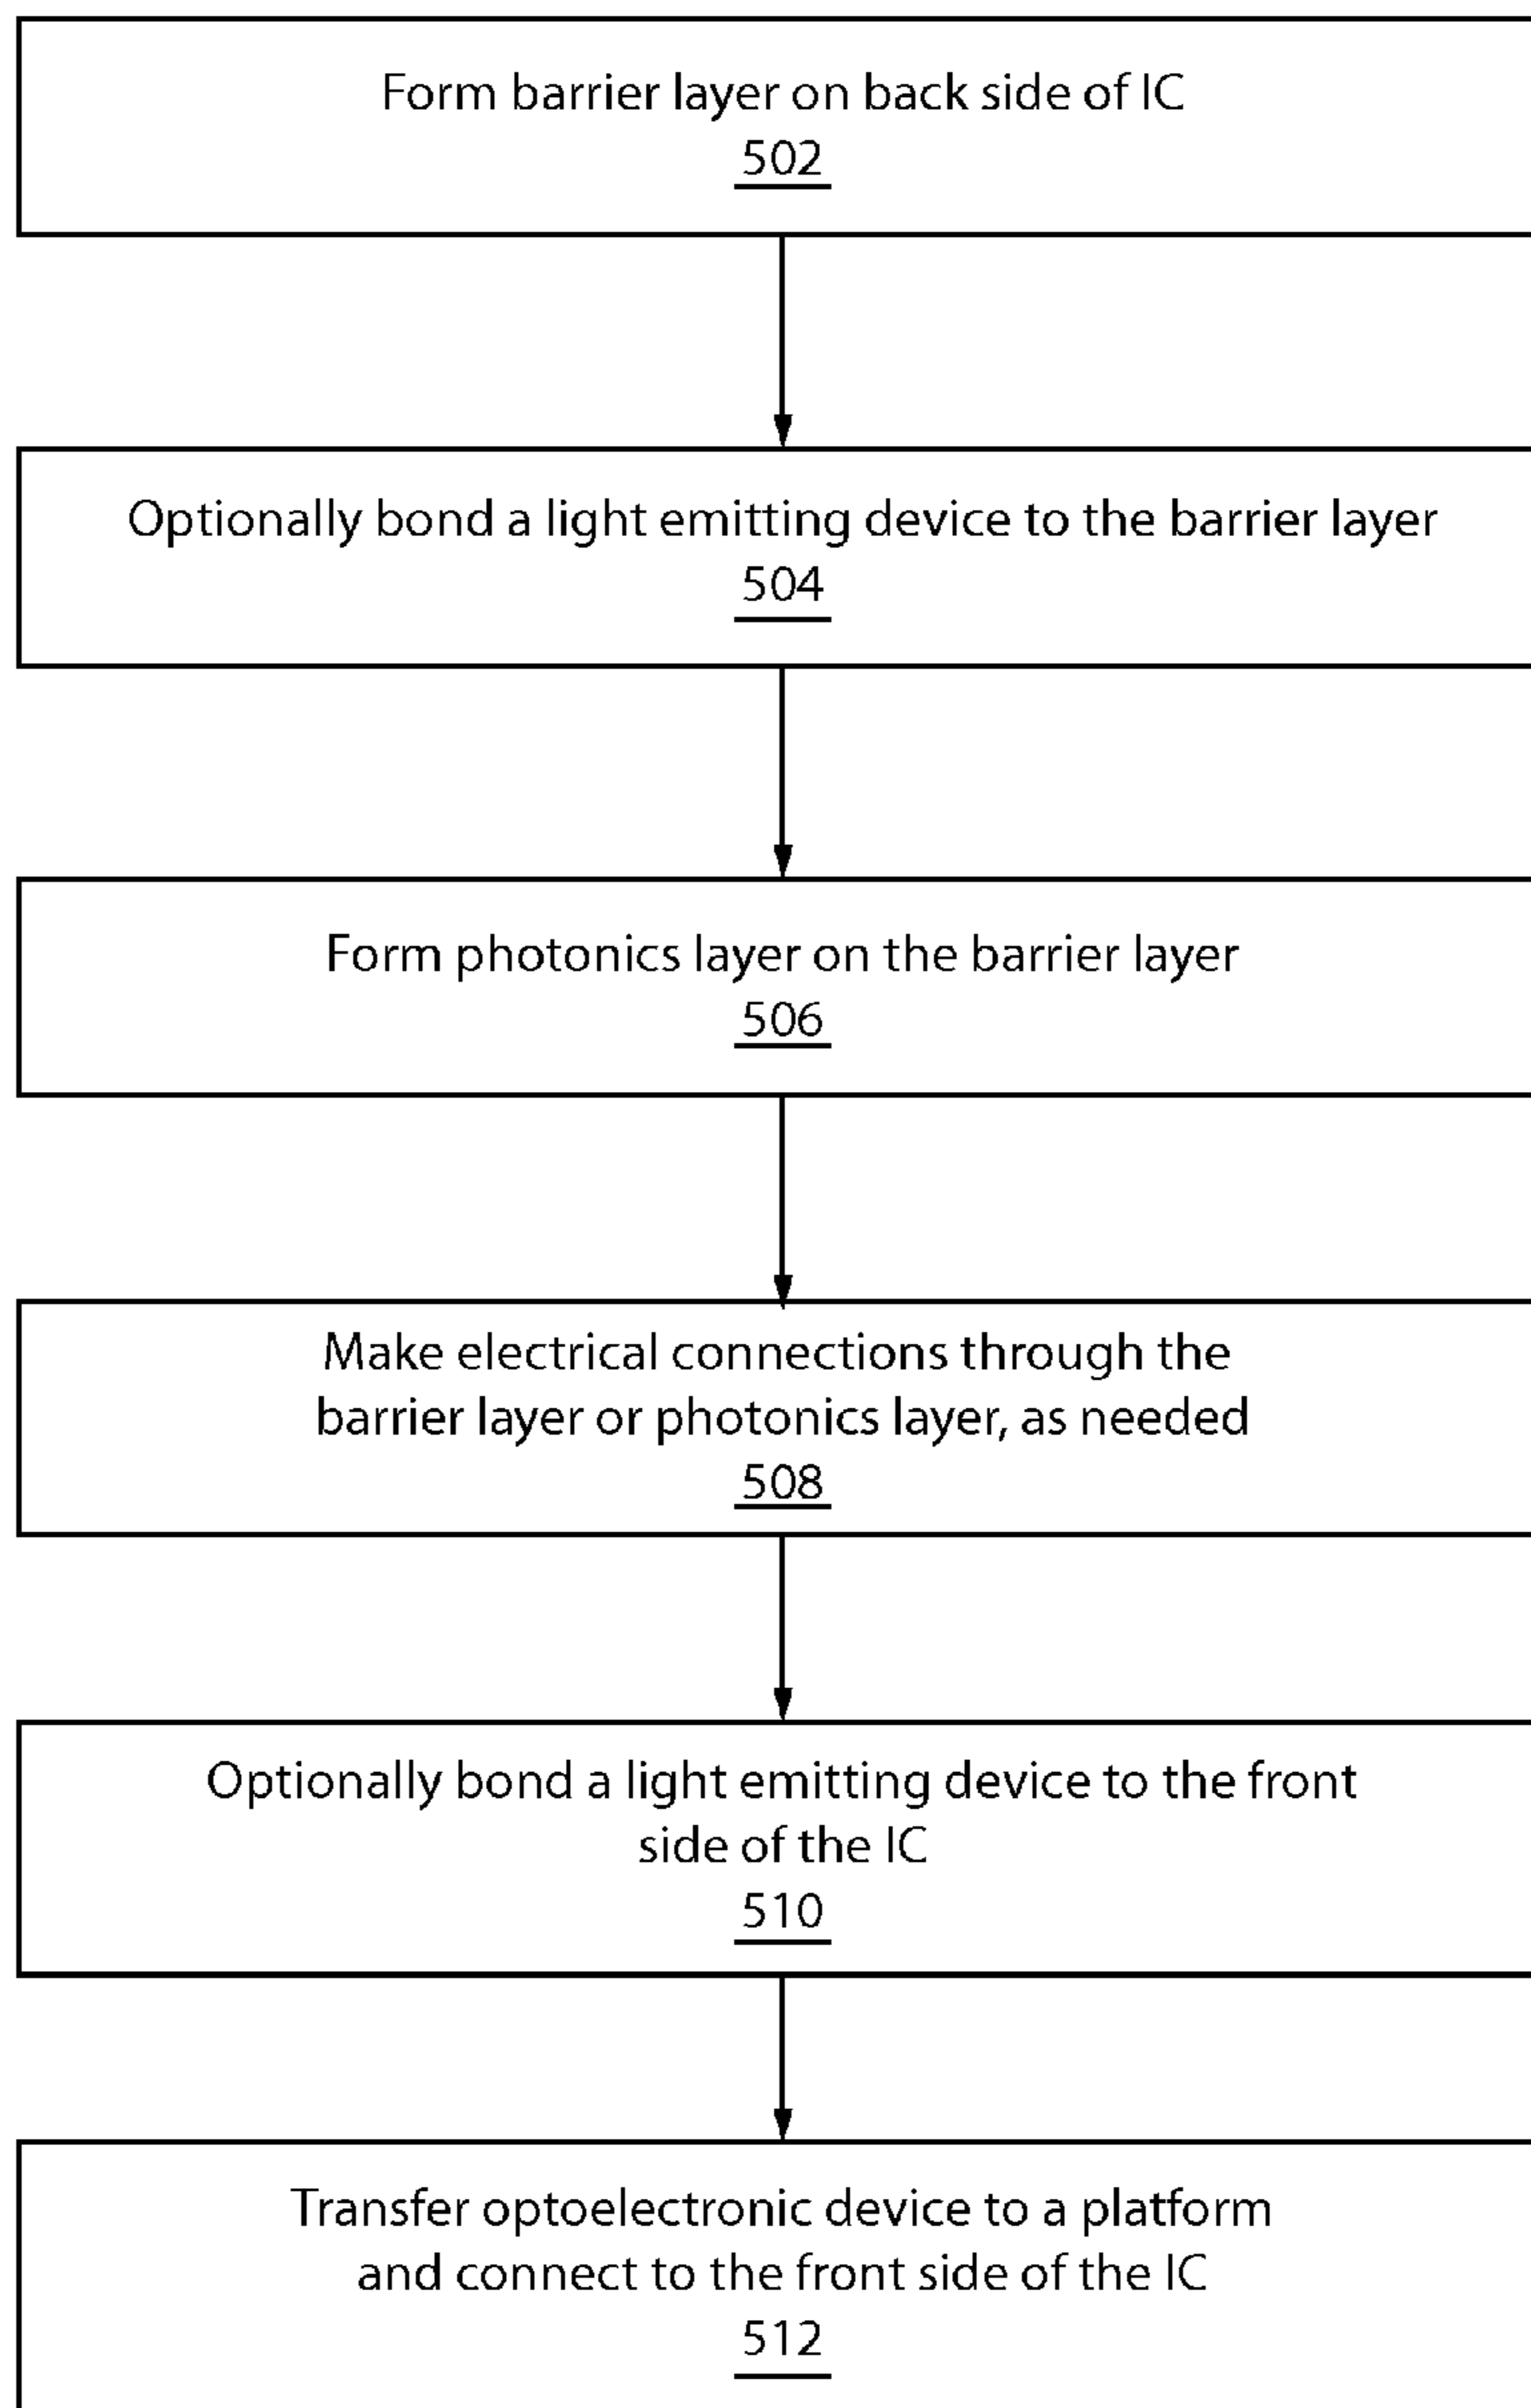 Form barrier layer on back side of IC
502
Optionally bond a light emitting device to the barrier layer
504
Form photonics layer on the barrier layer
506
Make electrical connections through the
barrier layer or photonics layer, as needed
508
Optionally bond a light emitting device to the front
side of the IC
510
Transfer optoelectronic device to a platform
and connect to the front side of the IC
512